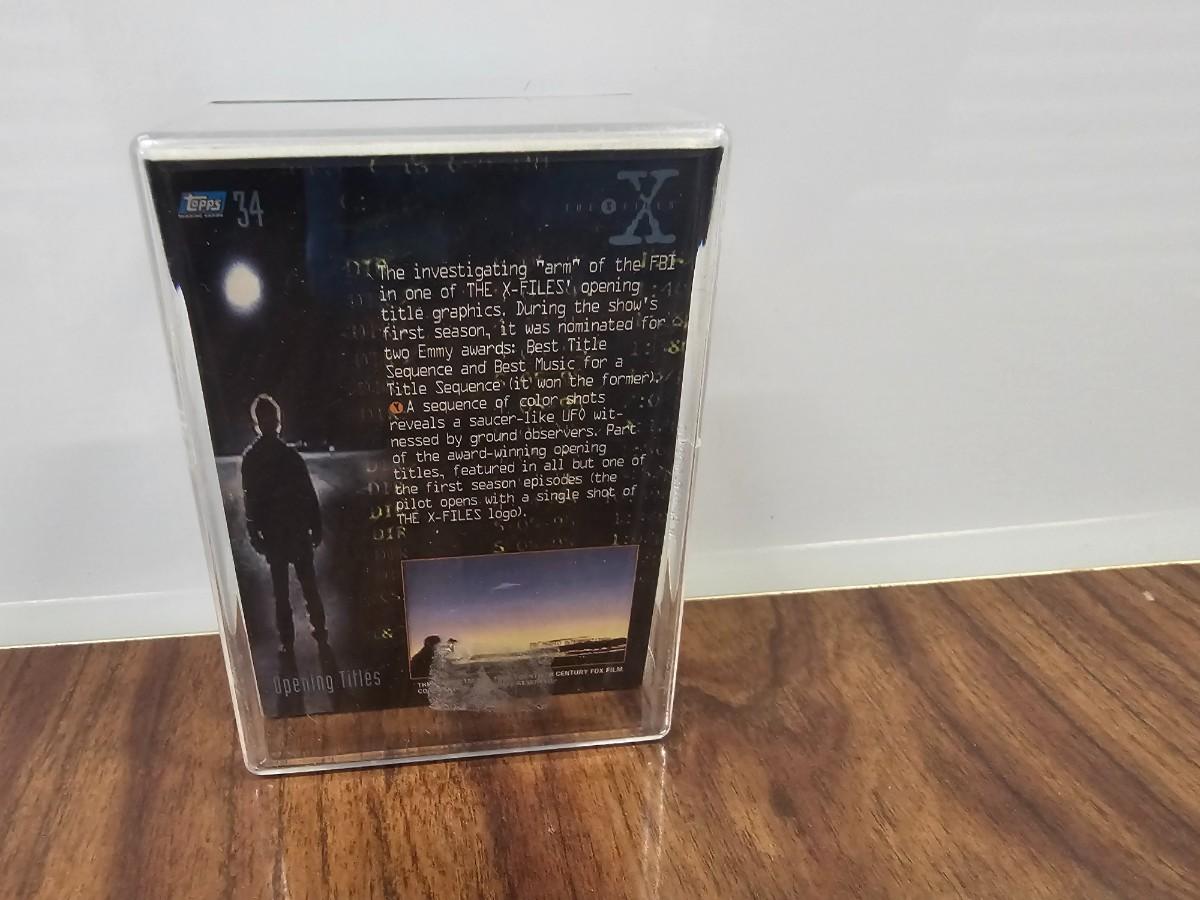 topps 34
THE X FILES
X
The investigating "arm" of the FBI
in one of THE X-FILES' opening
title graphics. During the show's
first season, it was nominated for
two Emmy awards: Best Title
Sequence and Best Music for a
Title Sequence (it won the former).
A sequence of color shots
reveals a saucer-like UFO wit-
nessed by ground observers. Part
of the award-winning opening
titles, featured in all but one of
the first season episodes (the
pilot opens with a single shot of
THE X-FILES logo).
DIR
DIR
Opening Titles
CENTURY FOX FILM